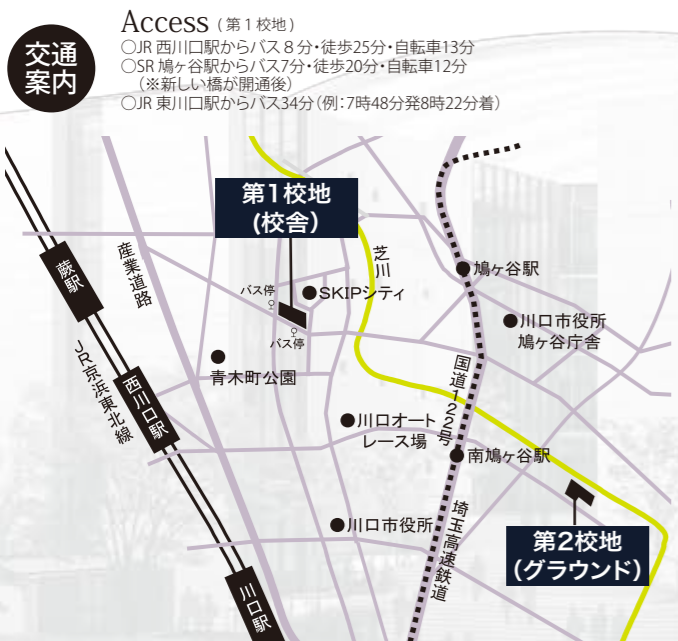 交通
案内
Access (第1校地)
○JR 西川口駅からバス8分・徒歩25分・自転車13分
○SR 鳩ヶ谷駅からバス7分・徒歩20分・自転車12分
(※新しい橋が開通後)
○JR 東川口駅からバス34分(例:7時48分発8時22分着)
第1校地
(校舎)
芝川
産業道路
蕨駅
鳩ヶ谷駅
バス停
SKIPシティ
川口市役所
鳩ヶ谷庁舎
バス停
JR京浜東北線
青木町公園
国道122号
西川口駅
川口オート
レース場
南鳩ヶ谷駅
埼玉高速鉄道
川口市役所
第2校地
(グラウンド)
川口駅